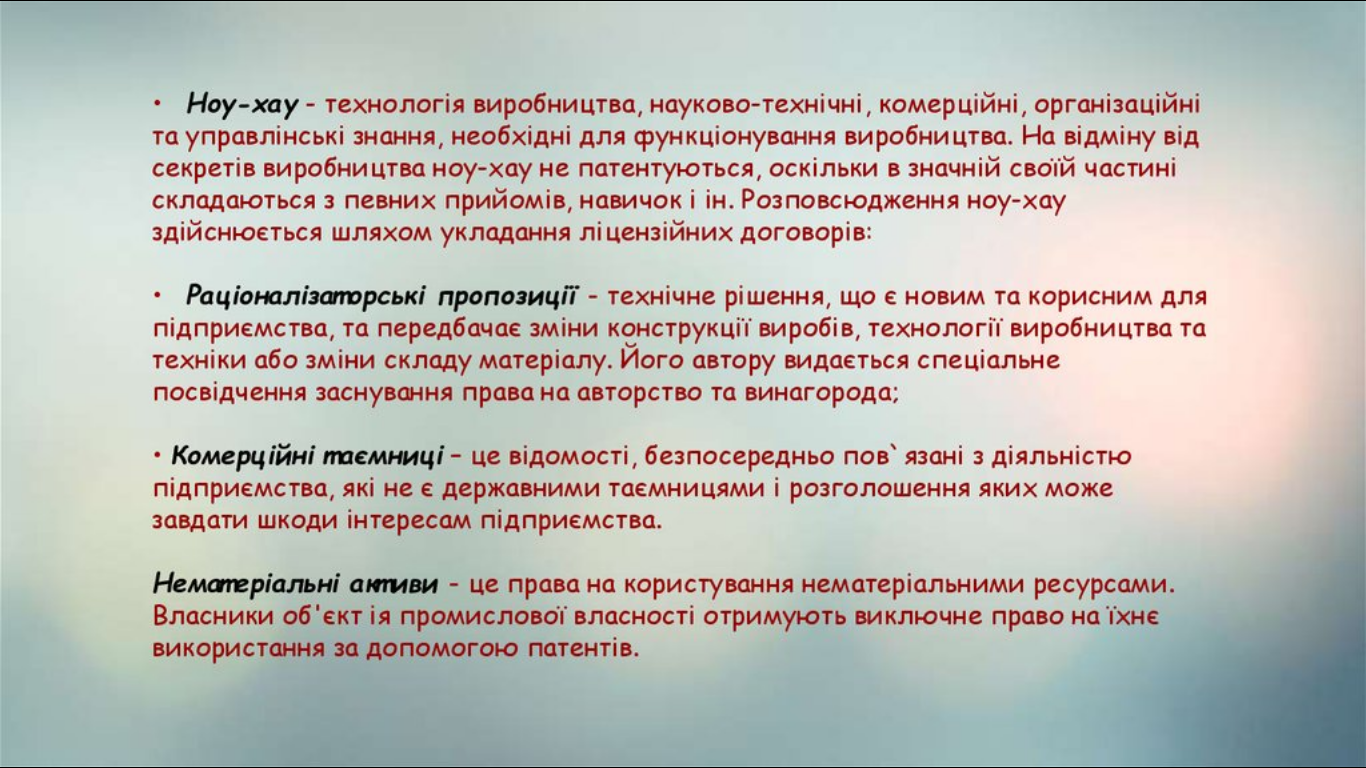 • Ноу-хау - технологія виробництва, науково-технічні, комерційні, організаційні
та управлінські знання, необхідні для функціонування виробництва. На відміну від
секретів виробництва ноу-хау не патентуються, оскільки в значній своїй частині
складаються з певних прийомів, навичок і ін. Розповсюдження ноу-хау
здійснюється шляхом укладання ліцензійних договорів:
• Раціоналізаторські пропозиції - технічне рішення, що є новим та корисним для
підприємства, та передбачає зміни конструкції виробів, технології виробництва та
техніки або зміни складу матеріалу. Його автору видається спеціальне
посвідчення заснування права на авторство та винагорода;
• Комерційні таємниці – це відомості, безпосередньо пов`язані з діяльністю
підприємства, які не є державними таємницями і розголошення яких може
завдати шкоди інтересам підприємства.
Нематеріальні активи - це права на користування нематеріальними ресурсами.
Власники об'єкт ія промислової власності отримують виключне право на їхнє
використання за допомогою патентів.